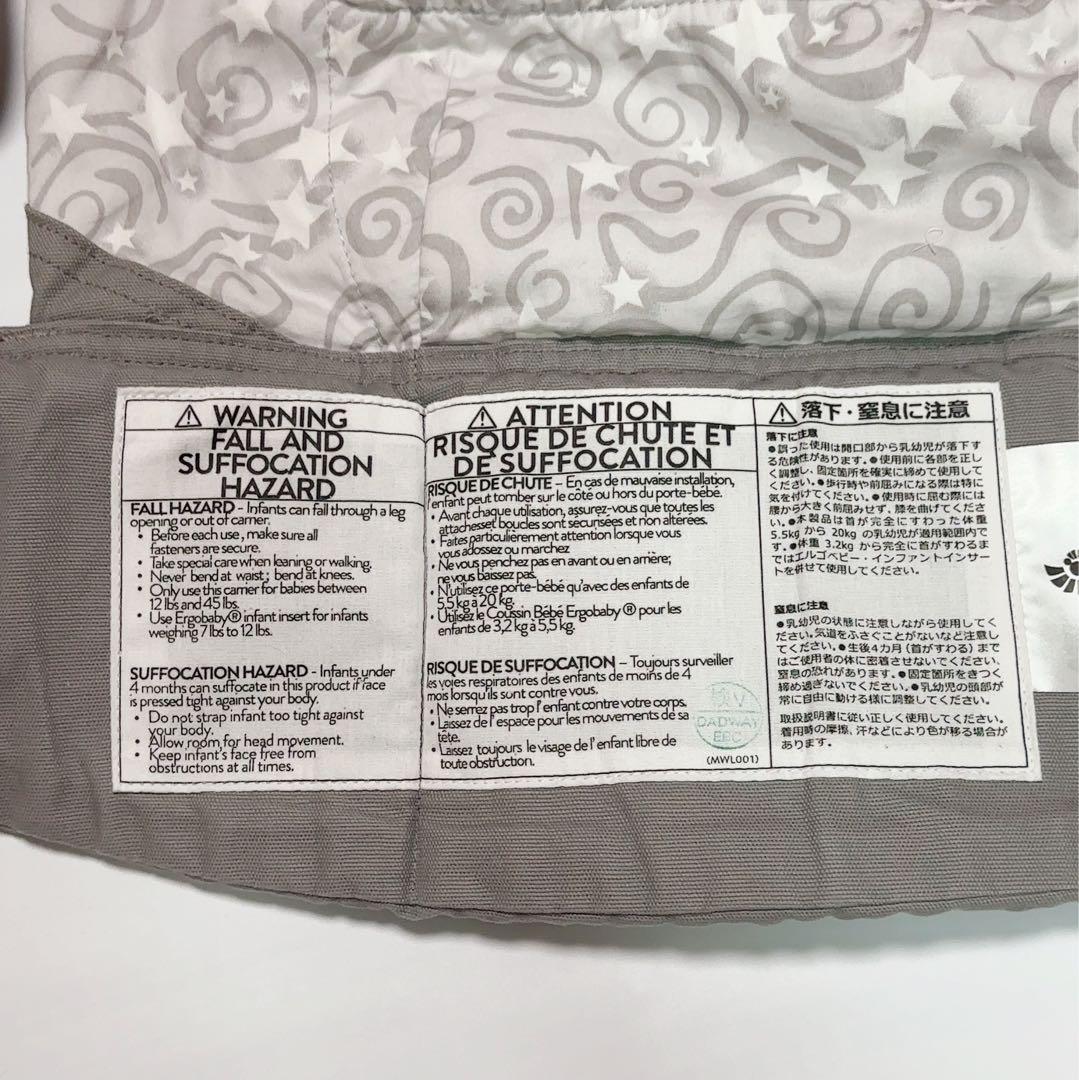 ⚠ WARNING
FALL AND
SUFFOCATION
HAZARD
FALL HAZARD - Infants can fall through a leg
opening or out of carrier.
• Before each use, make sure all
fasteners are secure.
• Take special care when leaning or walking.
• Never bend at waist; bend at knees.
• Only use this carrier for babies between
12 lbs and 45 lbs.
• Use Ergobaby® infant insert for infants
weighing 7 lbs to 12 lbs.
SUFFOCATION HAZARD - Infants under
4 months can suffocate in this product if face
is pressed tight against your body.
• Do not strap infant too tight against
your body.
• Allow room for head movement.
• Keep infant's face free from
obstructions at all times.
⚠ ATTENTION
RISQUE DE CHUTE ET
DE SUFFOCATION
RISQUE DE CHUTE – En cas de mauvaise installation,
l'enfant peut tomber sur le côté ou hors du porte-bébe.
• Avant chaque utilisation, assurez-vous que toutes les
attachesset boucles sont sécurisees et non altérees.
• Faites particulièrement attention lorsque vous
vous adossez ou marchez
• Ne vous penchez pas en avant ou en arrière;
ne vous baissez pas.
• N'utilisez ce porte-bébé qu'avec des enfants de
5,5 kg à 20 kg.
• Utilisez le Coussin Bébé Ergobaby® pour les
enfants de 3,2 kg à 5,5 kg.
RISQUE DE SUFFOCATION – Toujours surveiller
les voies respiratoires des enfants de moins de 4
mois lorsqu'ils sont contre vous.
• Ne serrez pas trop l' enfant contre votre corps.
• Laissez de l' espace pour les mouvements de sa
tête.
• Laissez toujours le visage de l' enfant libre de
toute obstruction.
DADWAY
EBC
(MWL001)
⚠ 落下・窒息に注意
落下に注意
●誤った使用は開口部から乳幼児が落下す
る危険性があります。●使用前に各部を正し
く調整し、固定箇所を確実に締めて使用して
ください。●歩行時や前屈みになる際は特に
気を付けてください。●使用時に屈む際には
腰から大きく前屈みせず、膝を曲げてくださ
い。●本製品は首が完全にすわった体重
5.5kg から 20kg の乳幼児が適用範囲内で
す。●体重 3.2kg から完全に首がすわるま
ではエルゴベビー・インファントインサー
トを併せて使用ください。
窒息に注意
●乳幼児の状態に注意しながら使用してく
ださい。気道をふさぐことがないなど注意し
てください。●生後4カ月(首がすわる)まで
はご使用者の体に密着させないでください、
窒息の恐れがあります。●固定箇所をきつく
締め過ぎないでください。●乳幼児の頭部が
常に自由に動ける様に調整してください。
取扱説明書に従い正しく使用してください。
着用時の摩擦、汗などにより色が移る場合が
あります。